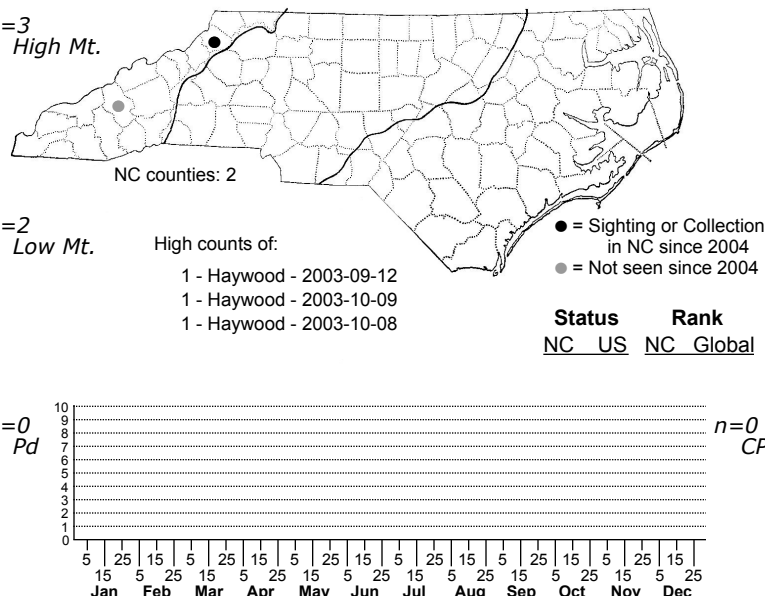 =3
High Mt.
NC counties: 2
=2
Low Mt.
High counts of:
1 - Haywood - 2003-09-12
1 - Haywood - 2003-10-09
1 - Haywood - 2003-10-08
● = Sighting or Collection
in NC since 2004
● = Not seen since 2004
Status Rank
NC US NC Global
=0
Pd
n=0
CP
10
9
8
7
6
5
4
3
2
1
0
5 25 15 5 25 15 5 25 15 5 25 15 5 25 15 5 25 15
15 5 25 15 5 25 15 5 25 15 5 25 15 5 25 15 5 25
Jan Feb Mar Apr May Jun Jul Aug Sep Oct Nov Dec